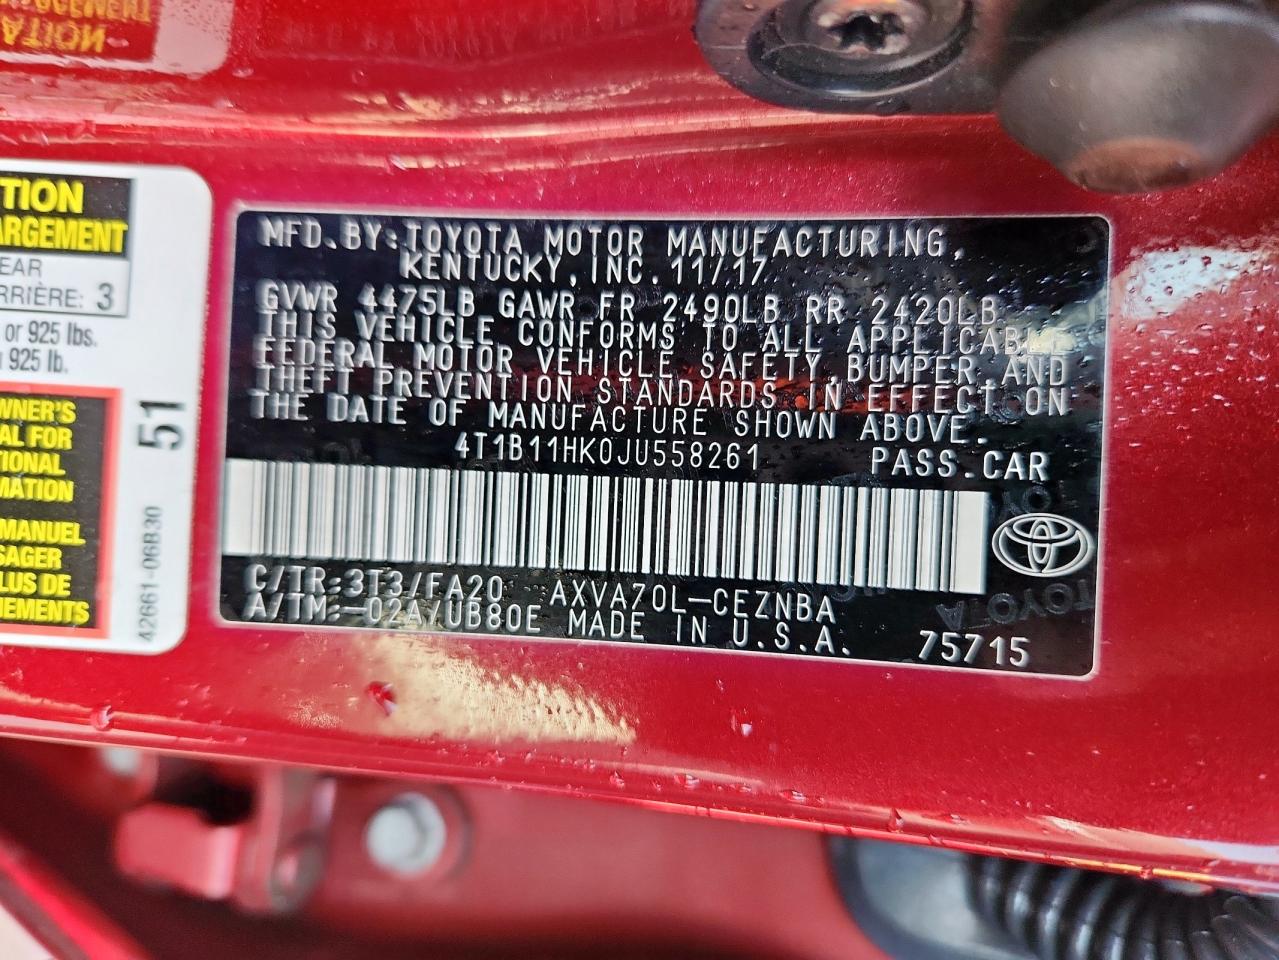 TION
ARGEMENT
EAR
RRIÈRE: 3
or 925 lbs.
925 lb.
WNER'S
AL FOR
TIONAL
MATION
MANUEL
SAGER
LUS DE
NEMENTS
51
42661-06B30
MFD.BY:TOYOTA MOTOR MANUFACTURING,
KENTUCKY,INC.11/17
GVWR 4475LB GAWR FR 2490LB RR 2420LB
THIS VEHICLE CONFORMS TO ALL APPLICABLE
FEDERAL MOTOR VEHICLE SAFETY,BUMPER,AND
THEFT PREVENTION STANDARDS IN EFFECT ON
THE DATE OF MANUFACTURE SHOWN ABOVE.
4T1B11HK0JU558261 PASS.CAR
C/TR:3T3/FA20 AXVA70L-CEZNBA
A/TM:-02A/UB80E MADE IN U.S.A. 75715
TOYOTA